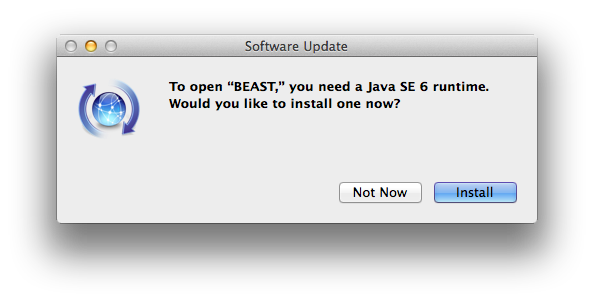 Software Update
To open “BEAST,” you need a Java SE 6 runtime.
Would you like to install one now?
Not Now
Install